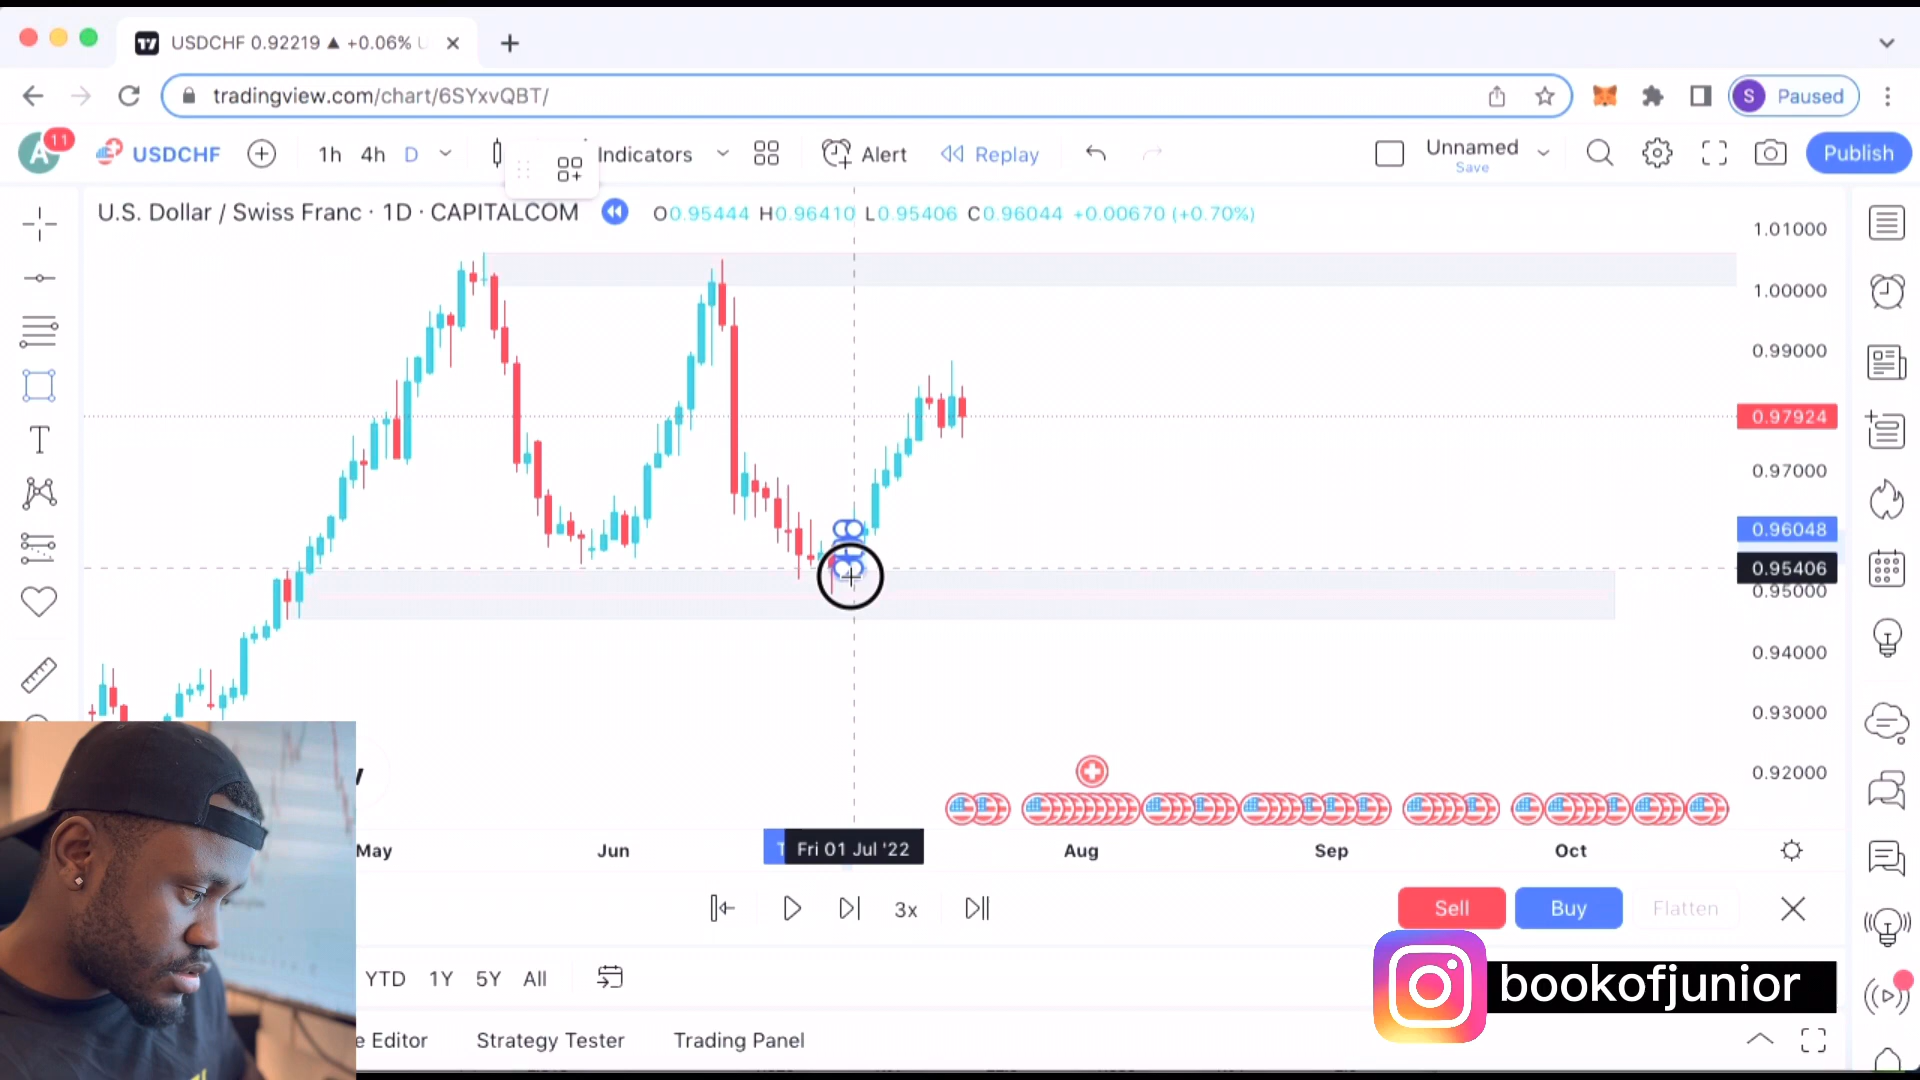 USDCHF 0.92219 ▲ +0.06% U
tradingview.com/chart/6SYxvQBT/
S Paused
A 11 USDCHF 1h 4h D Indicators Alert Replay Unnamed Save Publish
U.S. Dollar / Swiss Franc · 1D · CAPITALCOM O0.95444 H0.96410 L0.95406 C0.96044 +0.00670 (+0.70%)
1.01000
1.00000
0.99000
0.97924
0.97000
0.96048
0.95406
0.95000
0.94000
0.93000
0.92000
May Jun Fri 01 Jul '22 Aug Sep Oct
3x Sell Buy Flatten
YTD 1Y 5Y All
bookofjunior
e Editor Strategy Tester Trading Panel